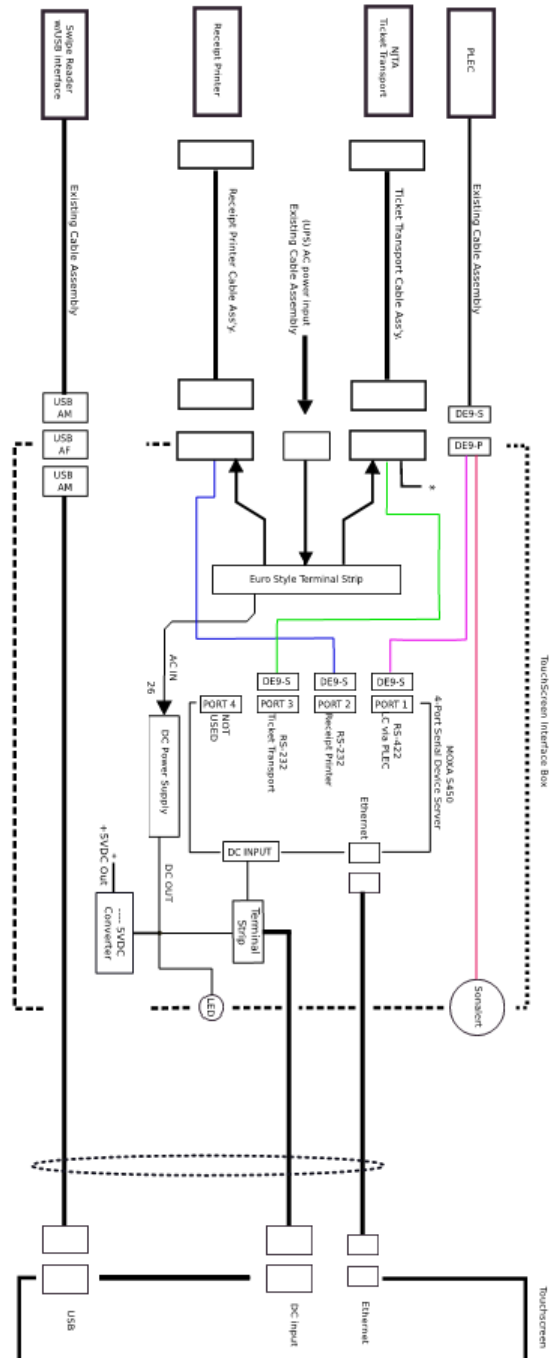 Swipe Reader
w/USB interface
Receipt Printer
NJTA
Ticket Transport
PLEC
Existing Cable Assembly
Receipt Printer Cable Ass'y.
(UPS) AC power input
Existing Cable Assembly
Ticket Transport Cable Ass'y.
Existing Cable Assembly
USB
AM
USB
AF
USB
AM
DE9-S
DE9-P
*
Euro Style Terminal Strip
TouchScreen Interface Box
AC IN
26
DE9-S
DE9-S
DE9-S
PORT 4
PORT 3
PORT 2
PORT 1
NOT
USED
RS-232
Ticket Transport
RS-232
Receipt Printer
RS-422
LC via PLEC
MOXA 5450
4-Port Serial Device Server
DC Power Supply
Ethernet
DC INPUT
DC OUT
*
+5VDC Out
---- 5VDC
Converter
Terminal
Strip
LED
Sonalert
USB
DC input
Ethernet
Touchscreen